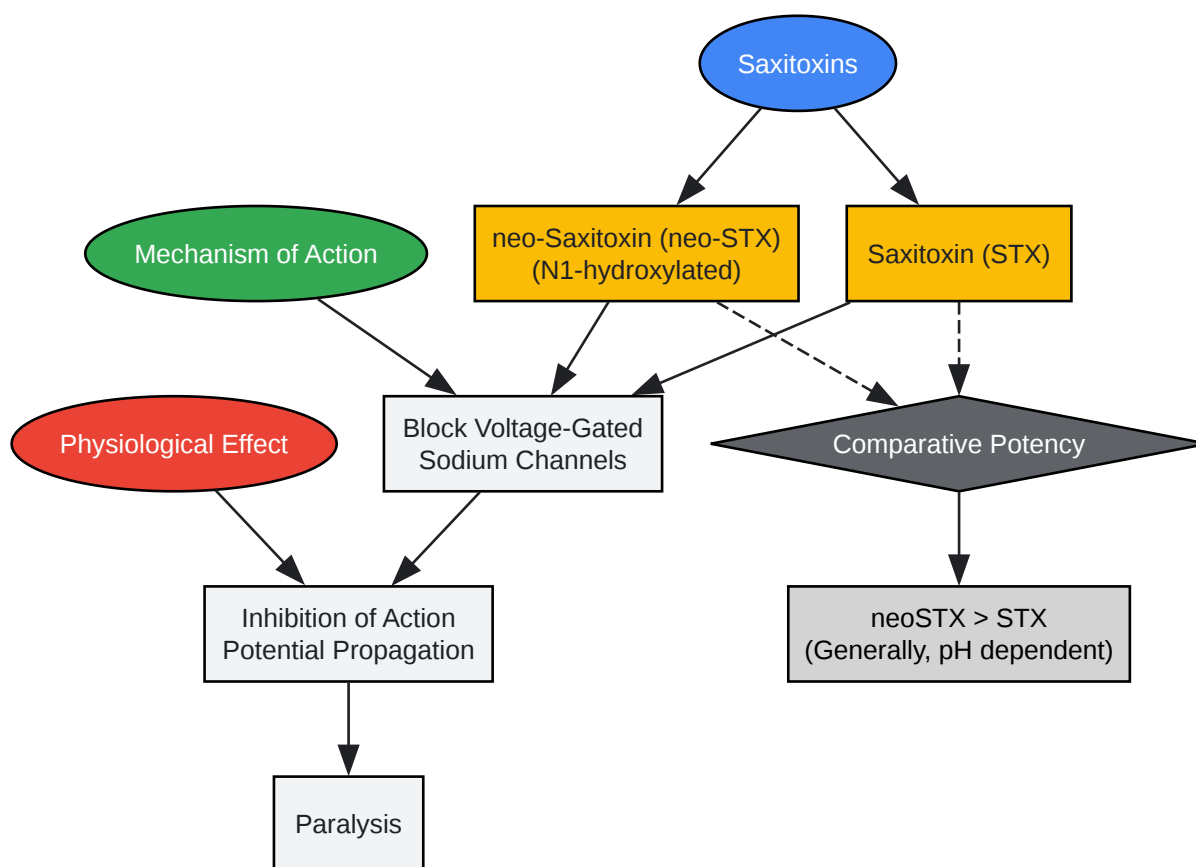 Saxitoxins
Mechanism of Action
neo-Saxitoxin (neo-STX)
(N1-hydroxylated)
Saxitoxin (STX)
Physiological Effect
Block Voltage-Gated
Sodium Channels
Comparative Potency
Inhibition of Action
Potential Propagation
neoSTX > STX
(Generally, pH dependent)
Paralysis